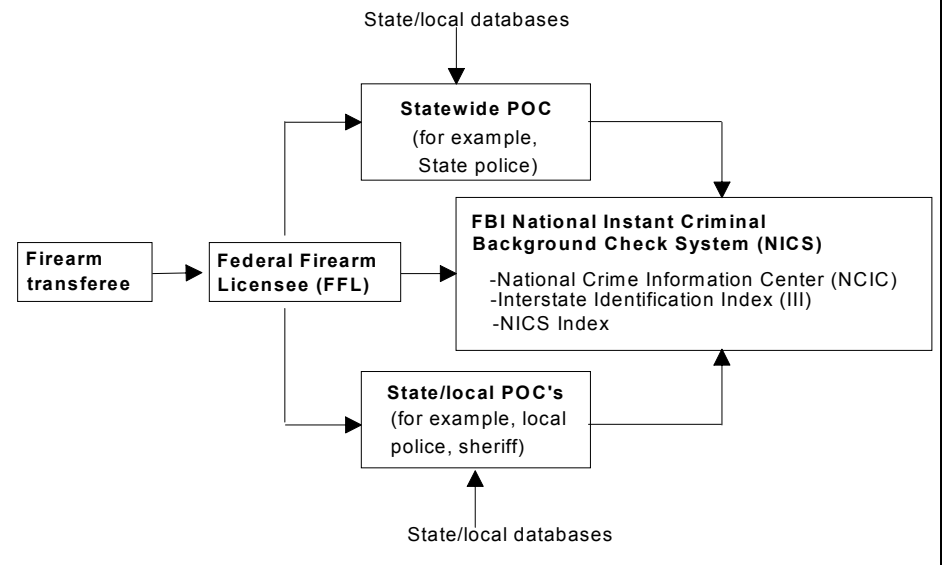 State/local databases
Statewide POC
(for example,
State police)
FBI National Instant Criminal
Background Check System (NICS)
-National Crime Information Center (NCIC)
-Interstate Identification Index (III)
-NICS Index
Firearm
transferee
Federal Firearm
Licensee (FFL)
State/local POC's
(for example, local
police, sheriff)
State/local databases